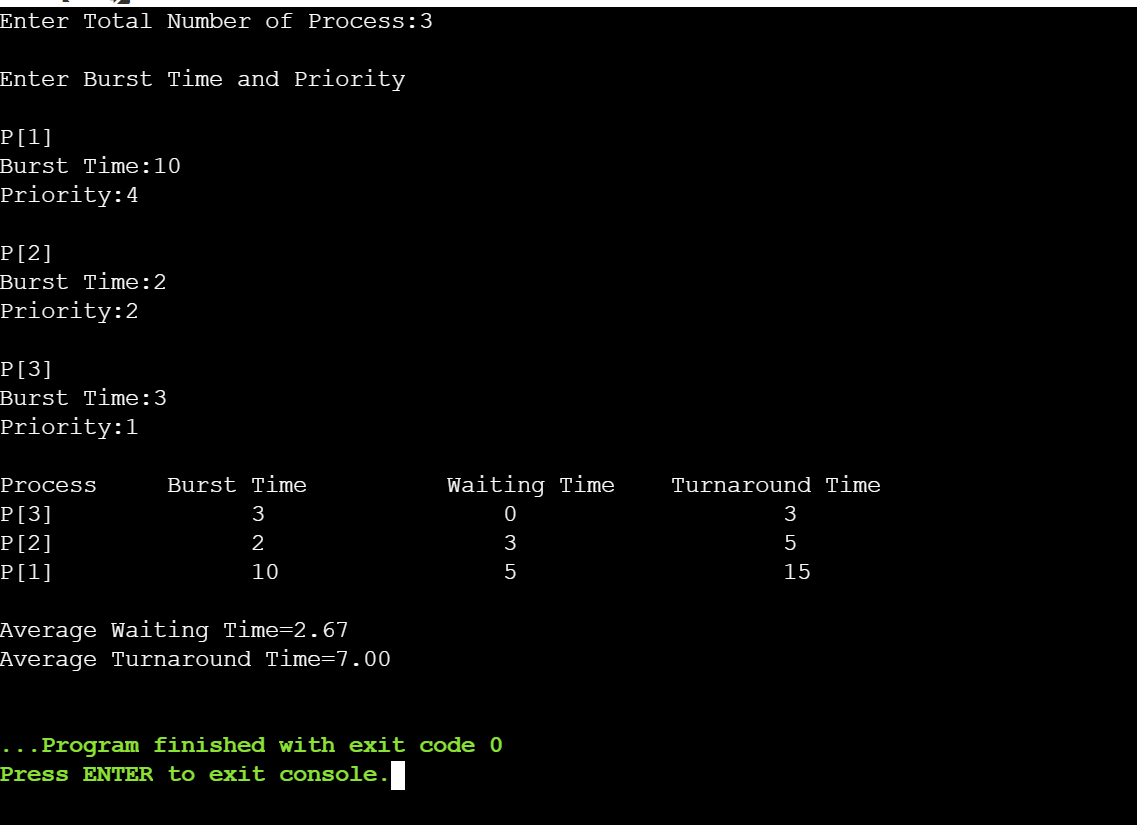 Enter Total Number of Process:3
Enter Burst Time and Priority
P[1]
Burst Time:10
Priority:4
P[2]
Burst Time:2
Priority:2
P[3]
Burst Time:3
Priority:1
Process Burst Time Waiting Time Turnaround Time
P[3] 3 0 3
P[2] 2 3 5
P[1] 10 5 15
Average Waiting Time=2.67
Average Turnaround Time=7.00
...Program finished with exit code 0
Press ENTER to exit console.